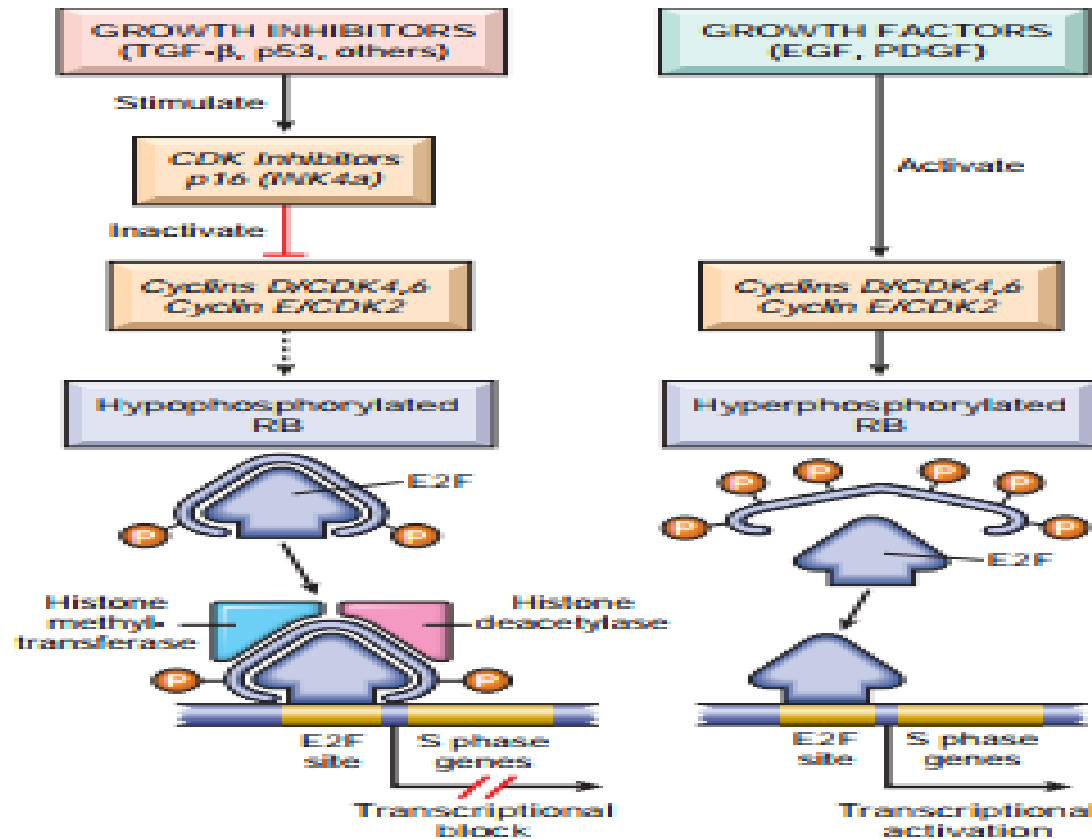 GROWTH INHIBITORS
(TGF-β, p53, others)
Stimulate
CDK Inhibitors
p16 (INK4a)
Inactivate
Cyclins D/CDK4,6
Cyclin E/CDK2
Hypophosphorylated
RB
E2F
P
P
Histone
methyl-
transferase
Histone
deacetylase
P
P
E2F
site
S phase
genes
Transcriptional
block
GROWTH FACTORS
(EGF, PDGF)
Activate
Cyclins D/CDK4,6
Cyclin E/CDK2
Hyperphosphorylated
RB
P
P
P
P
P
P
E2F
E2F
site
S phase
genes
Transcriptional
activation